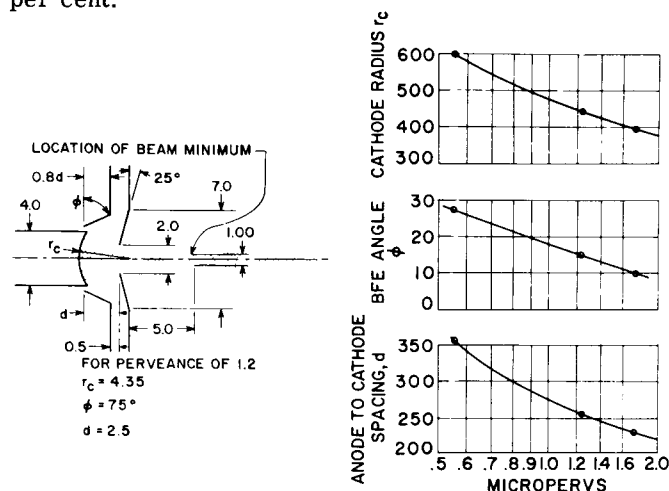 per cent.
LOCATION OF BEAM MINIMUM
0.8d
25°
7.0
ϕ
4.0
2.0
1.00
r_c
d
5.0
0.5
FOR PERVEANCE OF 1.2
r_c = 4.35
ϕ = 75°
d = 2.5
CATHODE RADIUS r_c
600
500
400
300
BFE ANGLE ϕ
30
20
10
0
ANODE TO CATHODE SPACING, d
350
300
250
200
.5 .6 .7 .8 .9 1.0 1.2 1.4 1.6 2.0
MICROPERVS